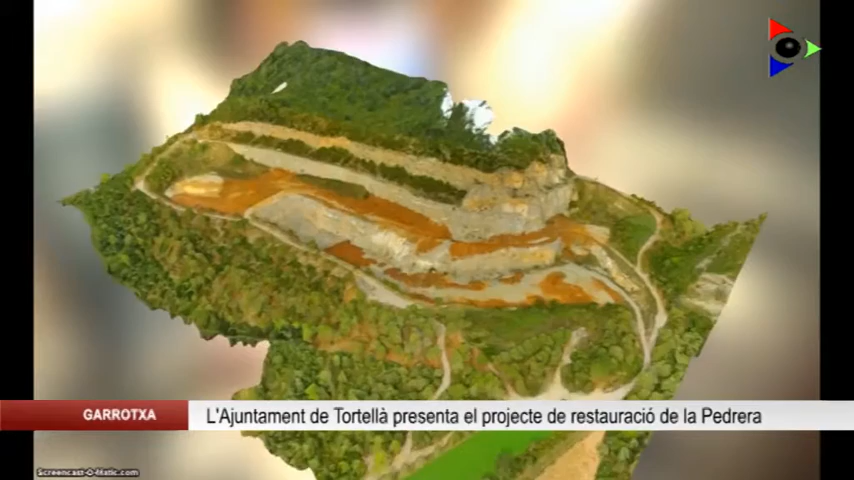 GARROTXA
L'Ajuntament de Tortellà presenta el projecte de restauració de la Pedrera
Screencast-O-Matic.com